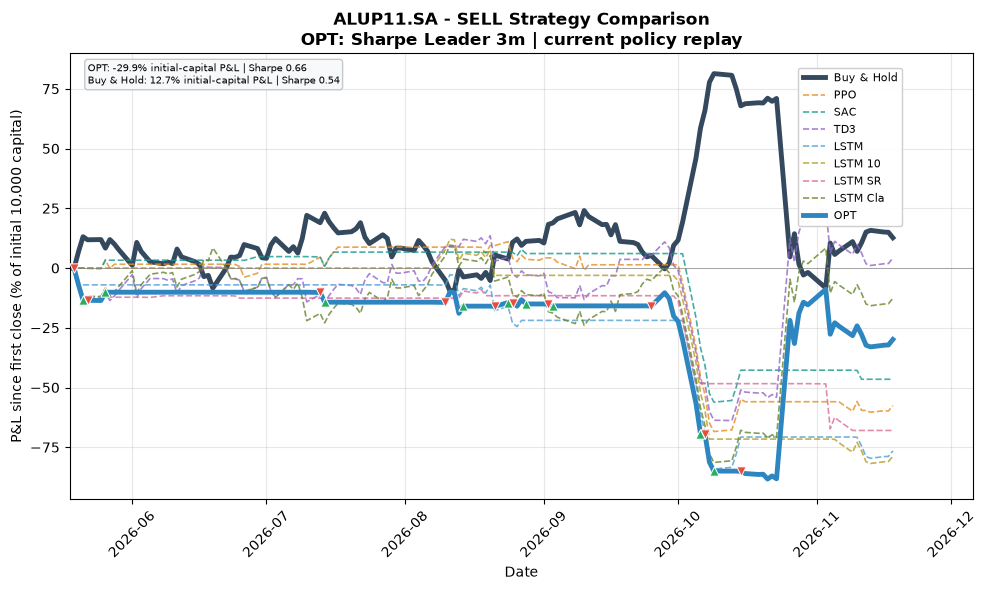 ALUP11.SA - SELL Strategy Comparison
OPT: Sharpe Leader 3m | current policy replay
OPT: -29.9% initial-capital P&L | Sharpe 0.66
Buy & Hold: 12.7% initial-capital P&L | Sharpe 0.54
Buy & Hold
PPO
SAC
TD3
LSTM
LSTM 10
LSTM SR
LSTM Cla
OPT
P&L since first close (% of initial 10,000 capital)
75
50
25
0
−25
−50
−75
2026-06
2026-07
2026-08
2026-09
2026-10
2026-11
2026-12
Date